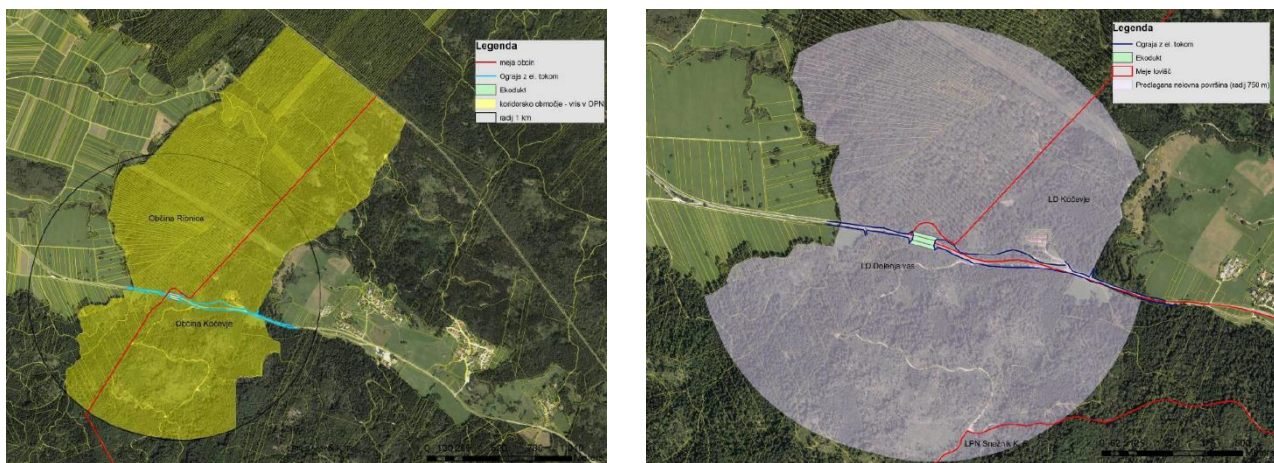 Legenda
meja občin
Ograja z el. tokom
Ekodukt
koridorsko območje - vris v OPN
radij 1 km
Občina Ribnica
Občina Kočevje
Legenda
Ograja z el. tokom
Ekodukt
Meje lovišč
Predlagana nelovna površina (radij 750 m)
LD Kočevje
LD Dolenja vas
LPN Snežnik K. R.